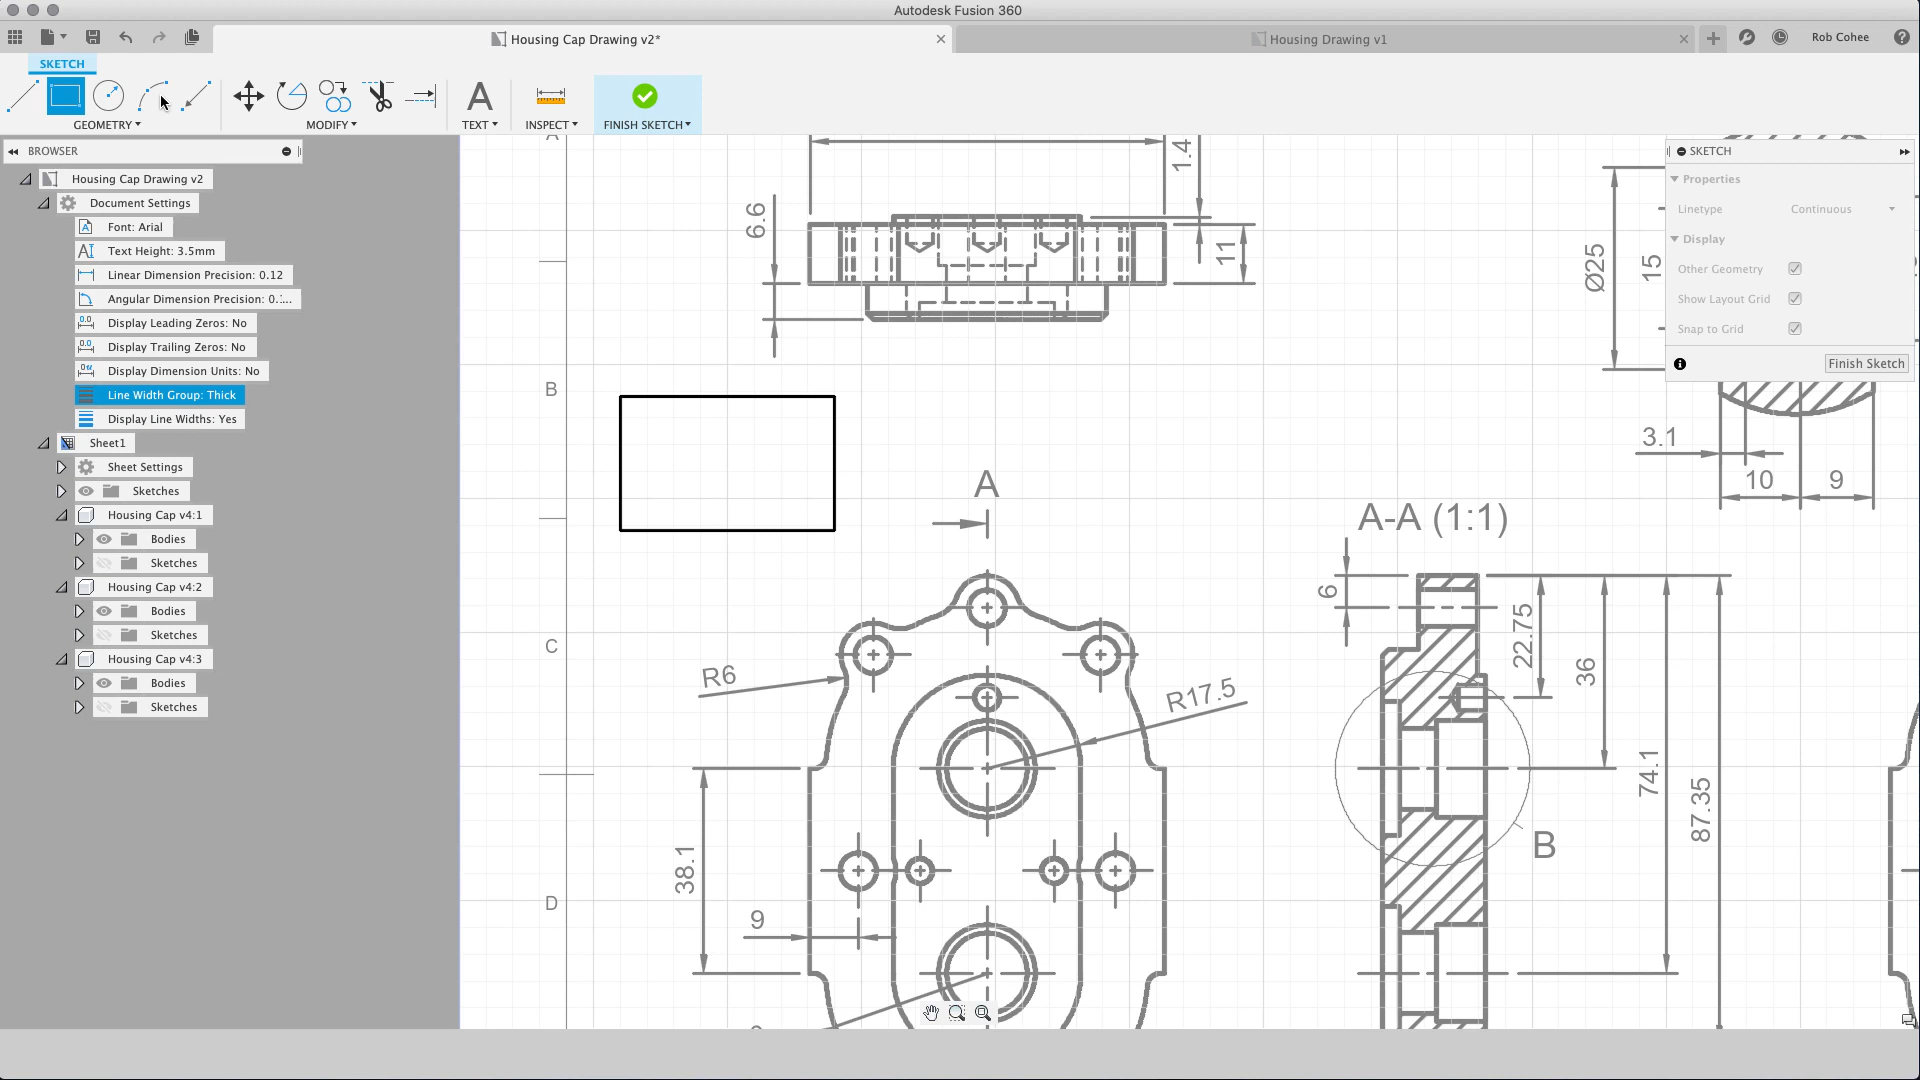 Autodesk Fusion 360
Housing Cap Drawing v2*
Housing Drawing v1
Rob Cohee
SKETCH
GEOMETRY
MODIFY
A
TEXT
INSPECT
FINISH SKETCH
BROWSER
Housing Cap Drawing v2
Document Settings
Font: Arial
Text Height: 3.5mm
Linear Dimension Precision: 0.12
Angular Dimension Precision: 0.:...
Display Leading Zeros: No
Display Trailing Zeros: No
Display Dimension Units: No
Line Width Group: Thick
Display Line Widths: Yes
Sheet1
Sheet Settings
Sketches
Housing Cap v4:1
Bodies
Sketches
Housing Cap v4:2
Bodies
Sketches
Housing Cap v4:3
Bodies
Sketches
SKETCH
Properties
Linetype Continuous
Display
Other Geometry
Show Layout Grid
Snap to Grid
Finish Sketch
1.4
6.6
11
Ø25
15
B
3.1
10
9
A
A-A (1:1)
6
22.75
36
C
R6
R17.5
74.1
87.35
B
38.1
D
9